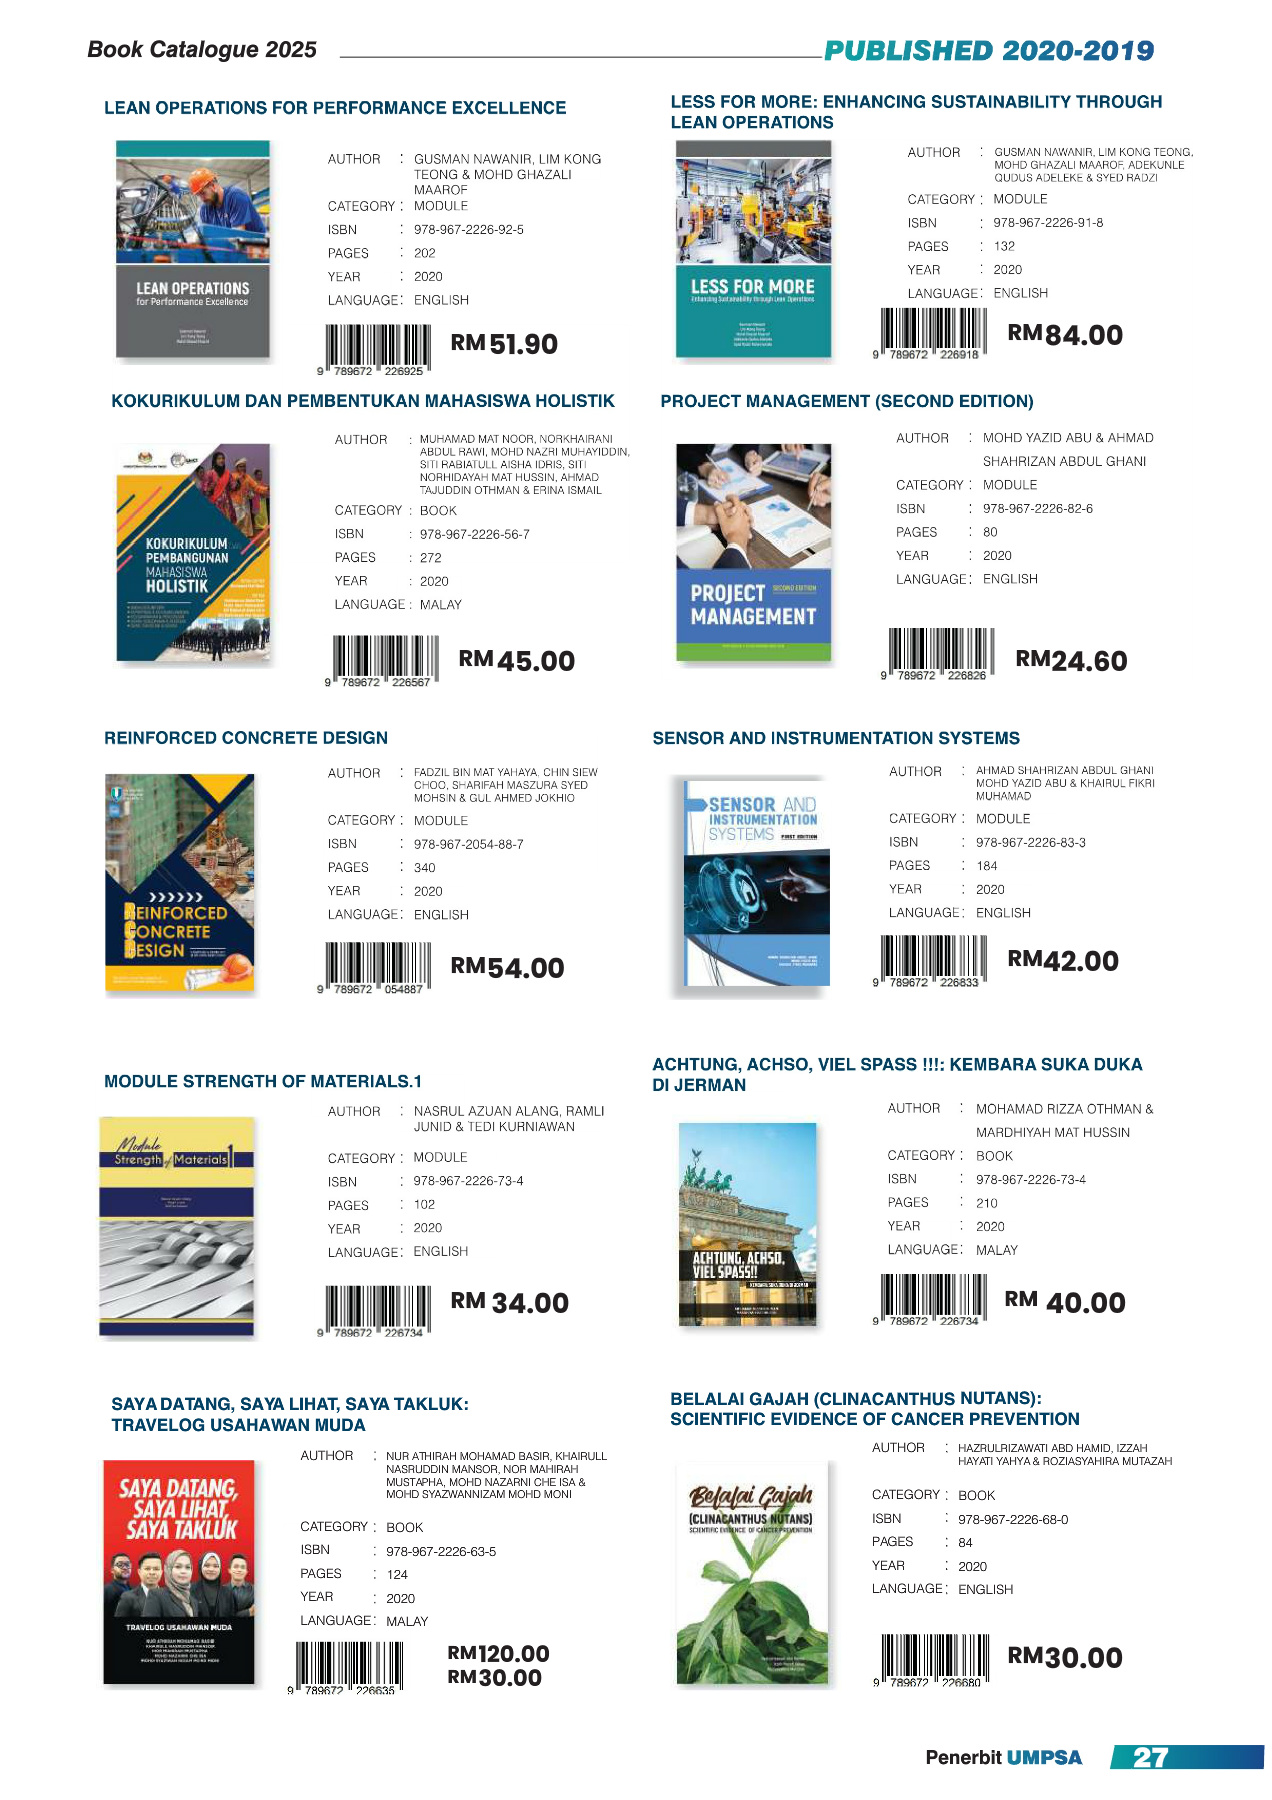 Book Catalogue 2025
PUBLISHED 2020-2019
LEAN OPERATIONS FOR PERFORMANCE EXCELLENCE
LEAN OPERATIONS
for Performance Excellence
AUTHOR : GUSMAN NAWANIR, LIM KONG
TEONG & MOHD GHAZALI
MAAROF
CATEGORY : MODULE
ISBN : 978-967-2226-92-5
PAGES : 202
YEAR : 2020
LANGUAGE : ENGLISH
9 789672 226925
RM 51.90
LESS FOR MORE: ENHANCING SUSTAINABILITY THROUGH
LEAN OPERATIONS
LESS FOR MORE
Enhancing Sustainability through Lean Operations
AUTHOR : GUSMAN NAWANIR, LIM KONG TEONG,
MOHD GHAZALI MAAROF, ADEKUNLE
QUDUS ADELEKE & SYED RADZI
CATEGORY : MODULE
ISBN : 978-967-2226-91-8
PAGES : 132
YEAR : 2020
LANGUAGE : ENGLISH
9 789672 226918
RM84.00
KOKURIKULUM DAN PEMBENTUKAN MAHASISWA HOLISTIK
KOKURIKULUM
PEMBANGUNAN
MAHASISWA
HOLISTIK
AUTHOR : MUHAMAD MAT NOOR, NORKHAIRANI
ABDUL RAWI, MOHD NAZRI MUHAYIDDIN,
SITI RABIATULL AISHA IDRIS, SITI
NORHIDAYAH MAT HUSSIN, AHMAD
TAJUDDIN OTHMAN & ERINA ISMAIL
CATEGORY : BOOK
ISBN : 978-967-2226-56-7
PAGES : 272
YEAR : 2020
LANGUAGE : MALAY
9 789672 226567
RM 45.00
PROJECT MANAGEMENT (SECOND EDITION)
PROJECT SECOND EDITION
MANAGEMENT
AUTHOR : MOHD YAZID ABU & AHMAD
SHAHRIZAN ABDUL GHANI
CATEGORY : MODULE
ISBN : 978-967-2226-82-6
PAGES : 80
YEAR : 2020
LANGUAGE : ENGLISH
9 789672 226826
RM24.60
REINFORCED CONCRETE DESIGN
REINFORCED
CONCRETE
DESIGN
AUTHOR : FADZIL BIN MAT YAHAYA, CHIN SIEW
CHOO, SHARIFAH MASZURA SYED
MOHSIN & GUL AHMED JOKHIO
CATEGORY : MODULE
ISBN : 978-967-2054-88-7
PAGES : 340
YEAR : 2020
LANGUAGE : ENGLISH
9 789672 054887
RM54.00
SENSOR AND INSTRUMENTATION SYSTEMS
SENSOR AND
INSTRUMENTATION
SYSTEMS FIRST EDITION
AUTHOR : AHMAD SHAHRIZAN ABDUL GHANI
MOHD YAZID ABU & KHAIRUL FIKRI
MUHAMAD
CATEGORY : MODULE
ISBN : 978-967-2226-83-3
PAGES : 184
YEAR : 2020
LANGUAGE : ENGLISH
9 789672 226833
RM42.00
MODULE STRENGTH OF MATERIALS.1
Module
Strength of Materials 1
AUTHOR : NASRUL AZUAN ALANG, RAMLI
JUNID & TEDI KURNIAWAN
CATEGORY : MODULE
ISBN : 978-967-2226-73-4
PAGES : 102
YEAR : 2020
LANGUAGE : ENGLISH
9 789672 226734
RM 34.00
ACHTUNG, ACHSO, VIEL SPASS !!!: KEMBARA SUKA DUKA
DI JERMAN
ACHTUNG, ACHSO,
VIEL SPASS!!
KEMBARA SUKA DUKA DI JERMAN
AUTHOR : MOHAMAD RIZZA OTHMAN &
MARDHIYAH MAT HUSSIN
CATEGORY : BOOK
ISBN : 978-967-2226-73-4
PAGES : 210
YEAR : 2020
LANGUAGE : MALAY
9 789672 226734
RM 40.00
SAYA DATANG, SAYA LIHAT, SAYA TAKLUK:
TRAVELOG USAHAWAN MUDA
SAYA DATANG,
SAYA LIHAT,
SAYA TAKLUK
TRAVELOG USAHAWAN MUDA
AUTHOR : NUR ATHIRAH MOHAMAD BASIR, KHAIRULL
NASRUDDIN MANSOR, NOR MAHIRAH
MUSTAPHA, MOHD NAZARNI CHE ISA &
MOHD SYAZWANNIZAM MOHD MONI
CATEGORY : BOOK
ISBN : 978-967-2226-63-5
PAGES : 124
YEAR : 2020
LANGUAGE : MALAY
9 789672 226635
RM120.00
RM30.00
BELALAI GAJAH (CLINACANTHUS NUTANS):
SCIENTIFIC EVIDENCE OF CANCER PREVENTION
Belalai Gajah
(CLINACANTHUS NUTANS)
SCIENTIFIC EVIDENCE OF CANCER PREVENTION
AUTHOR : HAZRULRIZAWATI ABD HAMID, IZZAH
HAYATI YAHYA & ROZIASYAHIRA MUTAZAH
CATEGORY : BOOK
ISBN : 978-967-2226-68-0
PAGES : 84
YEAR : 2020
LANGUAGE : ENGLISH
9 789672 226680
RM30.00
Penerbit UMPSA 27